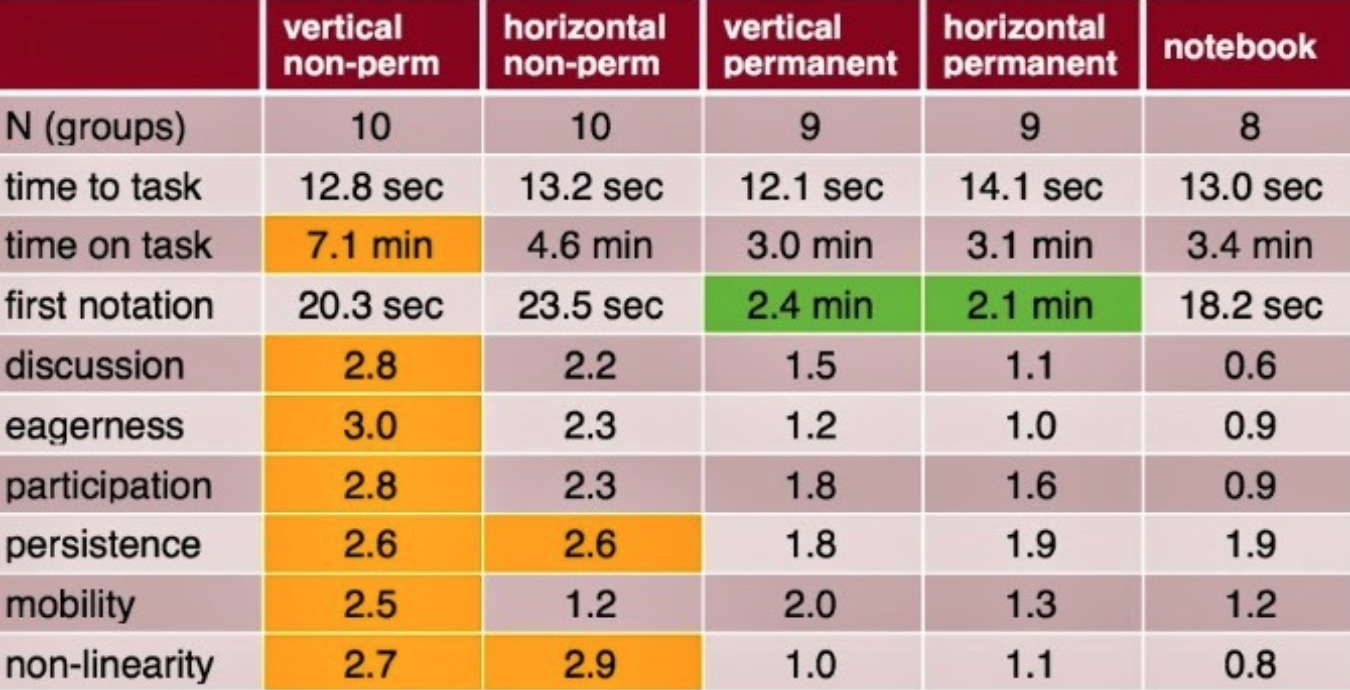 vertical non-perm horizontal non-perm vertical permanent horizontal permanent notebook
N (groups) 10 10 9 9 8
time to task 12.8 sec 13.2 sec 12.1 sec 14.1 sec 13.0 sec
time on task 7.1 min 4.6 min 3.0 min 3.1 min 3.4 min
first notation 20.3 sec 23.5 sec 2.4 min 2.1 min 18.2 sec
discussion 2.8 2.2 1.5 1.1 0.6
eagerness 3.0 2.3 1.2 1.0 0.9
participation 2.8 2.3 1.8 1.6 0.9
persistence 2.6 2.6 1.8 1.9 1.9
mobility 2.5 1.2 2.0 1.3 1.2
non-linearity 2.7 2.9 1.0 1.1 0.8